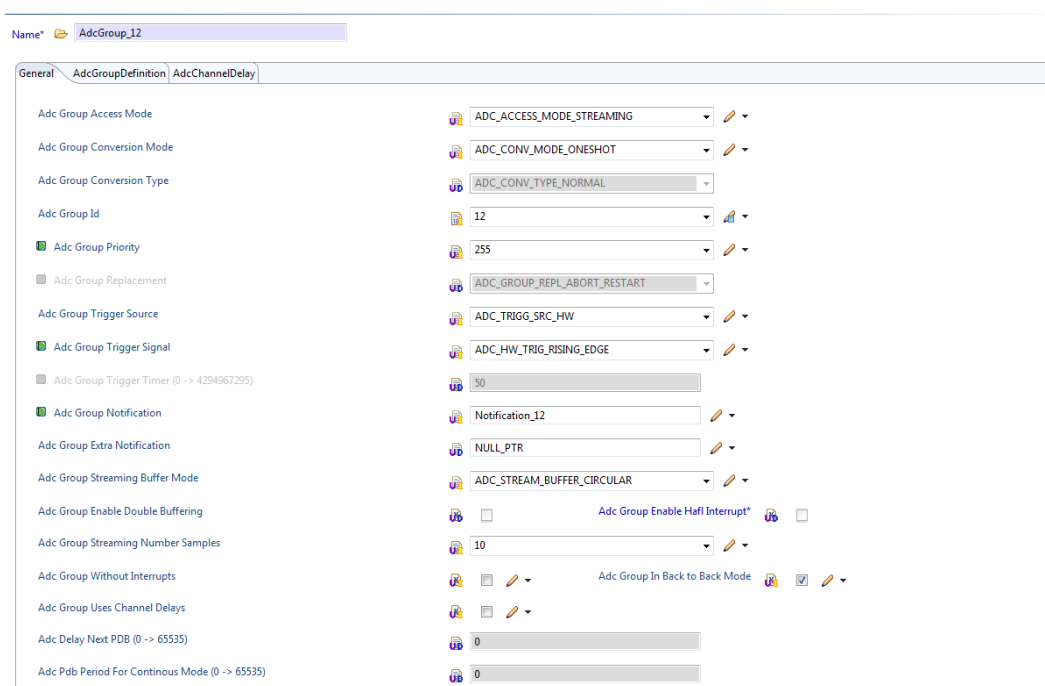 Name* AdcGroup_12
General AdcGroupDefinition AdcChannelDelay
Adc Group Access Mode ADC_ACCESS_MODE_STREAMING
Adc Group Conversion Mode ADC_CONV_MODE_ONESHOT
Adc Group Conversion Type ADC_CONV_TYPE_NORMAL
Adc Group Id 12
Adc Group Priority 255
Adc Group Replacement ADC_GROUP_REPL_ABORT_RESTART
Adc Group Trigger Source ADC_TRIGG_SRC_HW
Adc Group Trigger Signal ADC_HW_TRIG_RISING_EDGE
Adc Group Trigger Timer (0 -> 4294967295) 50
Adc Group Notification Notification_12
Adc Group Extra Notification NULL_PTR
Adc Group Streaming Buffer Mode ADC_STREAM_BUFFER_CIRCULAR
Adc Group Enable Double Buffering Adc Group Enable Hafl Interrupt*
Adc Group Streaming Number Samples 10
Adc Group Without Interrupts Adc Group In Back to Back Mode
Adc Group Uses Channel Delays
Adc Delay Next PDB (0 -> 65535) 0
Adc Pdb Period For Continous Mode (0 -> 65535) 0